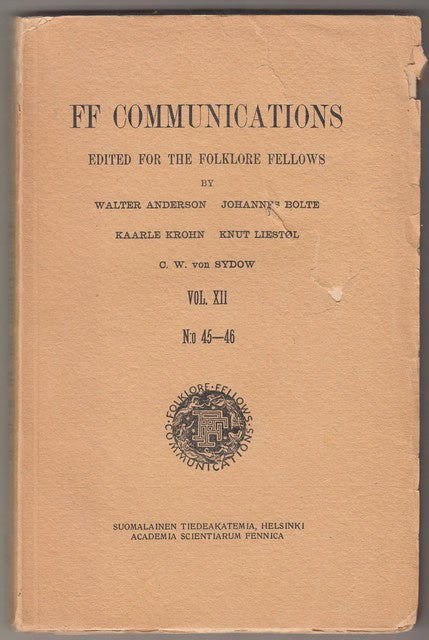 FF COMMUNICATIONS
EDITED FOR THE FOLKLORE FELLOWS
BY
WALTER ANDERSON JOHANNES BOLTE
KAARLE KROHN KNUT LIESTØL
C. W. von SYDOW
VOL. XII
N:o 45—46
FOLKLORE·FELLOWS
COMMUNICATIONS
FF
SUOMALAINEN TIEDEAKATEMIA, HELSINKI
ACADEMIA SCIENTIARUM FENNICA